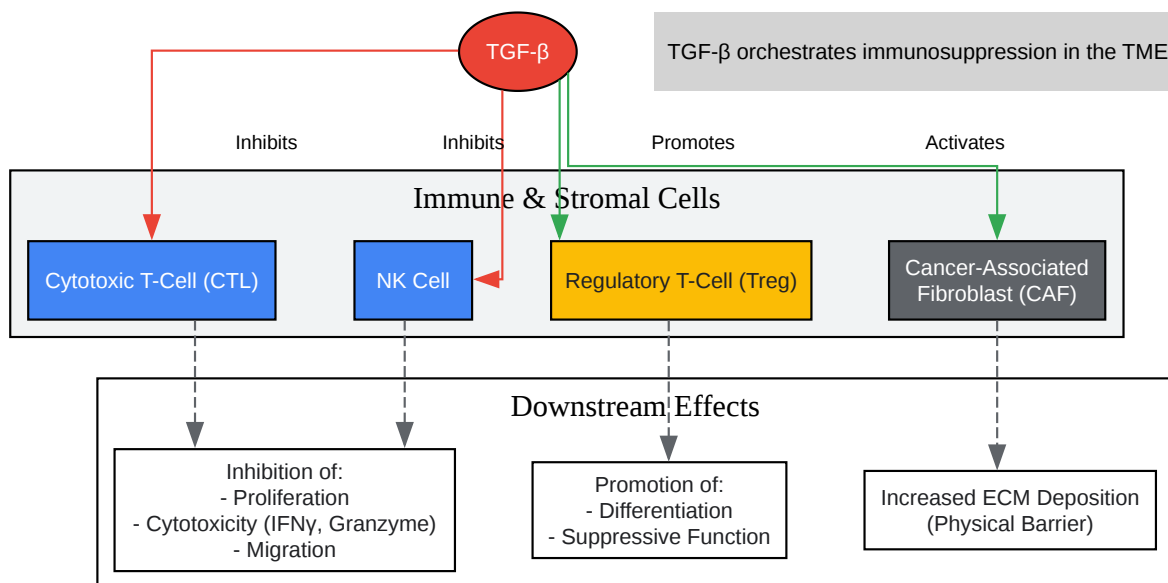 TGF-β
TGF-β orchestrates immunosuppression in the TME
Inhibits
Inhibits
Promotes
Activates
Immune & Stromal Cells
Cytotoxic T-Cell (CTL)
NK Cell
Regulatory T-Cell (Treg)
Cancer-Associated
Fibroblast (CAF)
Downstream Effects
Inhibition of:
- Proliferation
- Cytotoxicity (IFNγ, Granzyme)
- Migration
Promotion of:
- Differentiation
- Suppressive Function
Increased ECM Deposition
(Physical Barrier)